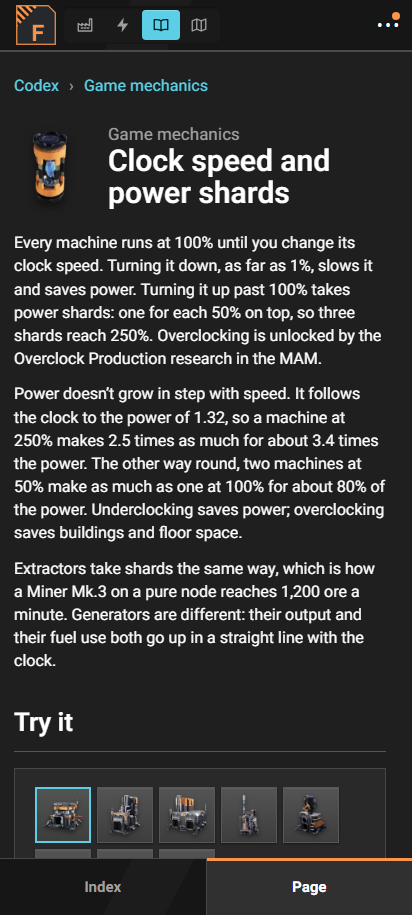 F
Codex › Game mechanics
Game mechanics
Clock speed and
power shards
Every machine runs at 100% until you change its
clock speed. Turning it down, as far as 1%, slows it
and saves power. Turning it up past 100% takes
power shards: one for each 50% on top, so three
shards reach 250%. Overclocking is unlocked by the
Overclock Production research in the MAM.
Power doesn’t grow in step with speed. It follows
the clock to the power of 1.32, so a machine at
250% makes 2.5 times as much for about 3.4 times
the power. The other way round, two machines at
50% make as much as one at 100% for about 80% of
the power. Underclocking saves power; overclocking
saves buildings and floor space.
Extractors take shards the same way, which is how
a Miner Mk.3 on a pure node reaches 1,200 ore a
minute. Generators are different: their output and
their fuel use both go up in a straight line with the
clock.
Try it
Index
Page